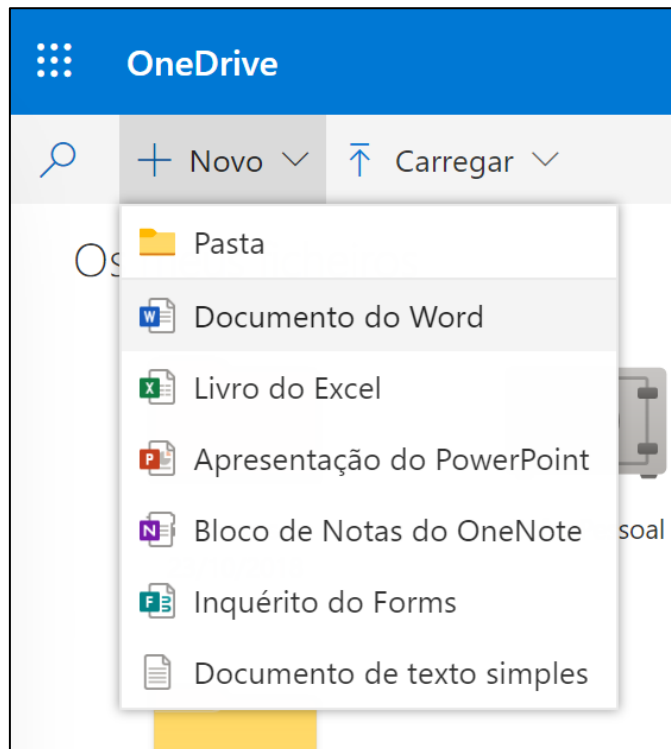 OneDrive
Novo
Carregar
Pasta
Documento do Word
Livro do Excel
Apresentação do PowerPoint
Bloco de Notas do OneNote
soal
Inquérito do Forms
Documento de texto simples